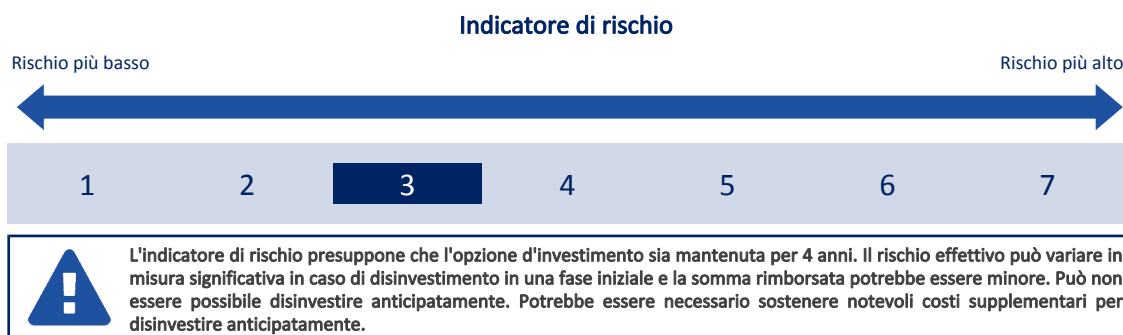 Indicatore di rischio
Rischio più basso
Rischio più alto
1 2 3 4 5 6 7
L'indicatore di rischio presuppone che l'opzione d'investimento sia mantenuta per 4 anni. Il rischio effettivo può variare in
misura significativa in caso di disinvestimento in una fase iniziale e la somma rimborsata potrebbe essere minore. Può non
essere possibile disinvestire anticipatamente. Potrebbe essere necessario sostenere notevoli costi supplementari per
disinvestire anticipatamente.